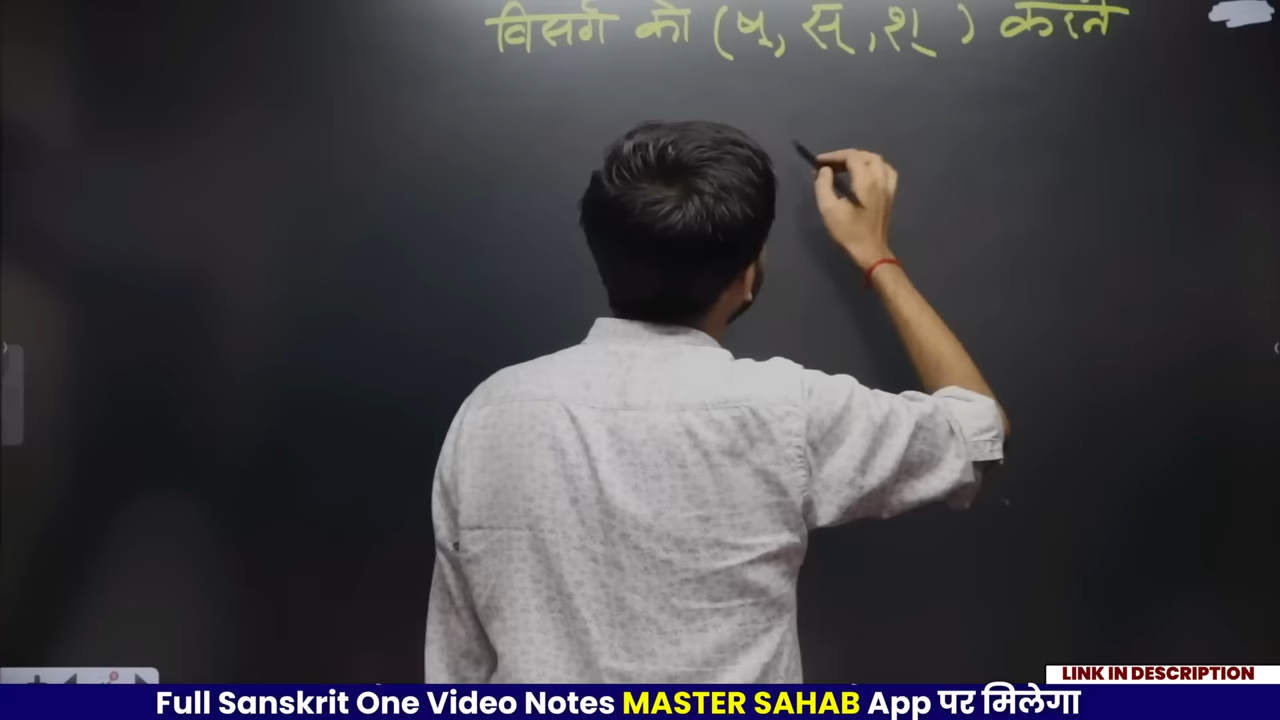 विसर्ग को (ष्, स्, श्) करने
LINK IN DESCRIPTION
Full Sanskrit One Video Notes MASTER SAHAB App पर मिलेगा